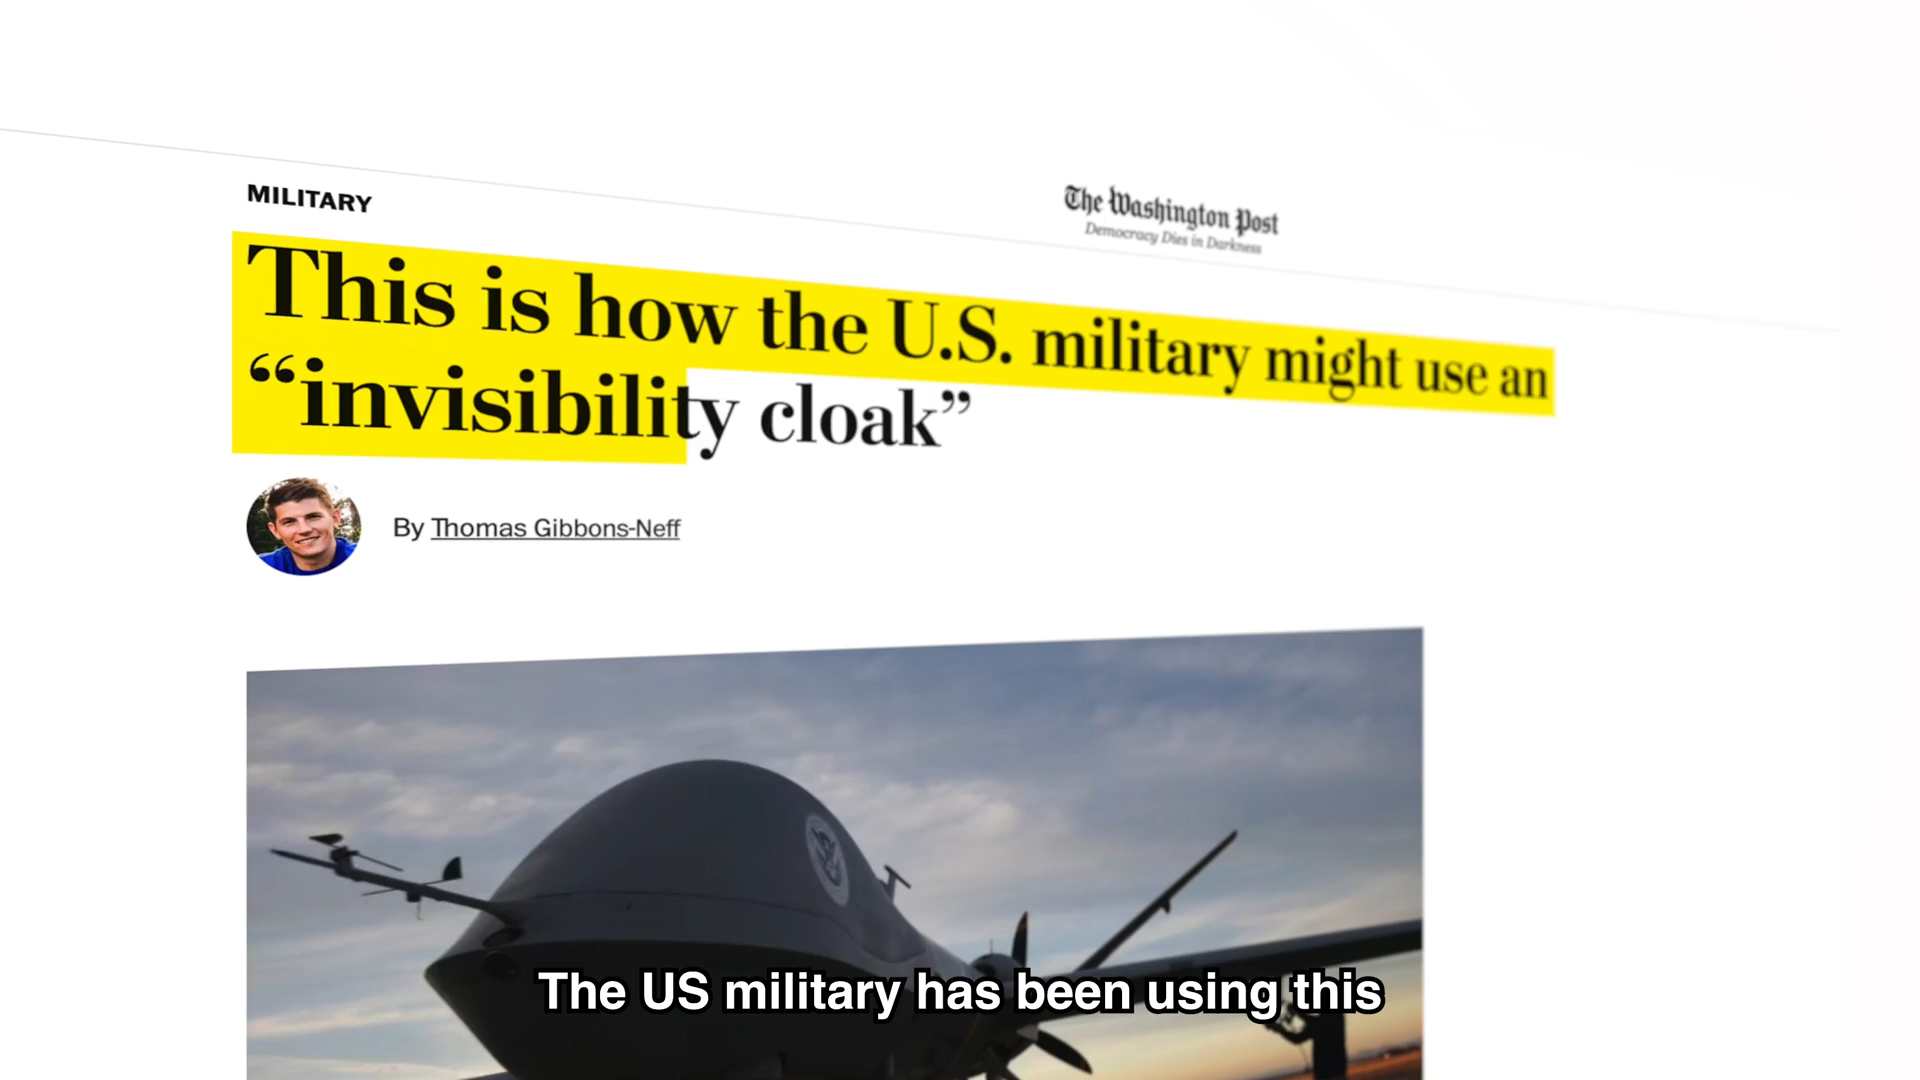 MILITARY
The Washington Post
Democracy Dies in Darkness
This is how the U.S. military might use an
“invisibility cloak”
By Thomas Gibbons-Neff
The US military has been using this